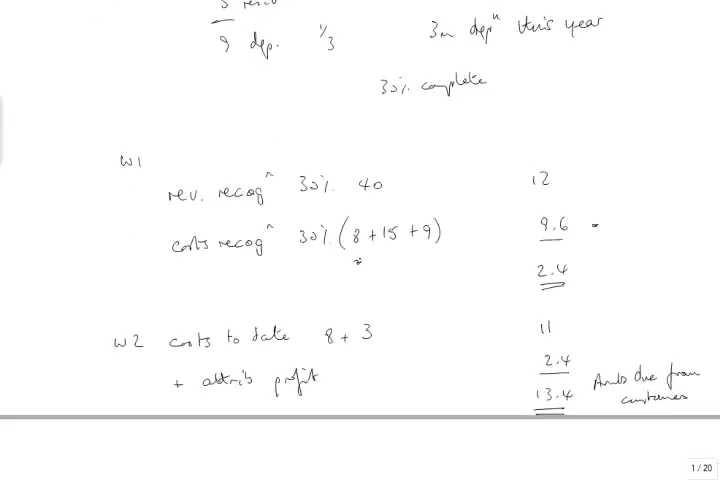 9 dep. 1/3 3m depⁿ this year
30% complete
W1
rev. recogⁿ 30% 40 12
costs recogⁿ 30% (8 + 15 + 9) 9.6
2.4
W2 costs to date 8 + 3 11
+ attrib profit 2.4
13.4 Amts due from customers
1 / 20